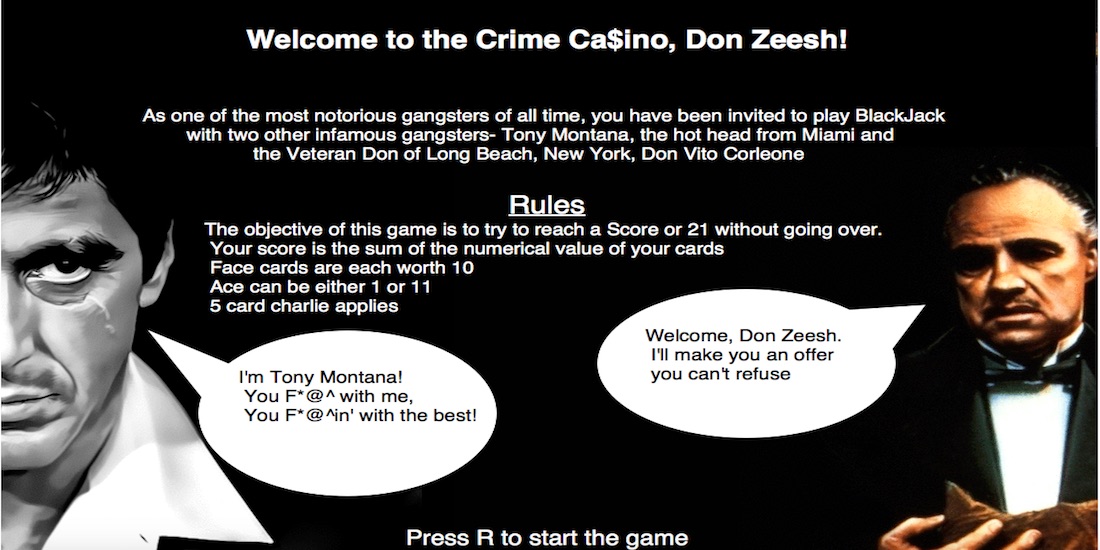 Welcome to the Crime Ca$ino, Don Zeesh!
As one of the most notorious gangsters of all time, you have been invited to play BlackJack
with two other infamous gangsters- Tony Montana, the hot head from Miami and
the Veteran Don of Long Beach, New York, Don Vito Corleone
Rules
The objective of this game is to try to reach a Score or 21 without going over.
Your score is the sum of the numerical value of your cards
Face cards are each worth 10
Ace can be either 1 or 11
5 card charlie applies
I'm Tony Montana!
You F*@^ with me,
You F*@^in' with the best!
Welcome, Don Zeesh.
I'll make you an offer
you can't refuse
Press R to start the game